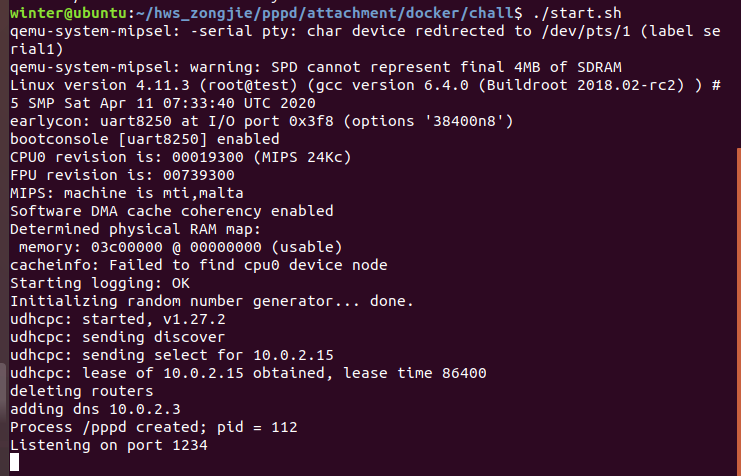 winter@ubuntu:~/hws_zongjie/pppd/attachment/docker/chall$ ./start.sh
qemu-system-mipsel: -serial pty: char device redirected to /dev/pts/1 (label se
rial1)
qemu-system-mipsel: warning: SPD cannot represent final 4MB of SDRAM
Linux version 4.11.3 (root@test) (gcc version 6.4.0 (Buildroot 2018.02-rc2) ) #
5 SMP Sat Apr 11 07:33:40 UTC 2020
earlycon: uart8250 at I/O port 0x3f8 (options '38400n8')
bootconsole [uart8250] enabled
CPU0 revision is: 00019300 (MIPS 24Kc)
FPU revision is: 00739300
MIPS: machine is mti,malta
Software DMA cache coherency enabled
Determined physical RAM map:
 memory: 03c00000 @ 00000000 (usable)
cacheinfo: Failed to find cpu0 device node
Starting logging: OK
Initializing random number generator... done.
udhcpc: started, v1.27.2
udhcpc: sending discover
udhcpc: sending select for 10.0.2.15
udhcpc: lease of 10.0.2.15 obtained, lease time 86400
deleting routers
adding dns 10.0.2.3
Process /pppd created; pid = 112
Listening on port 1234